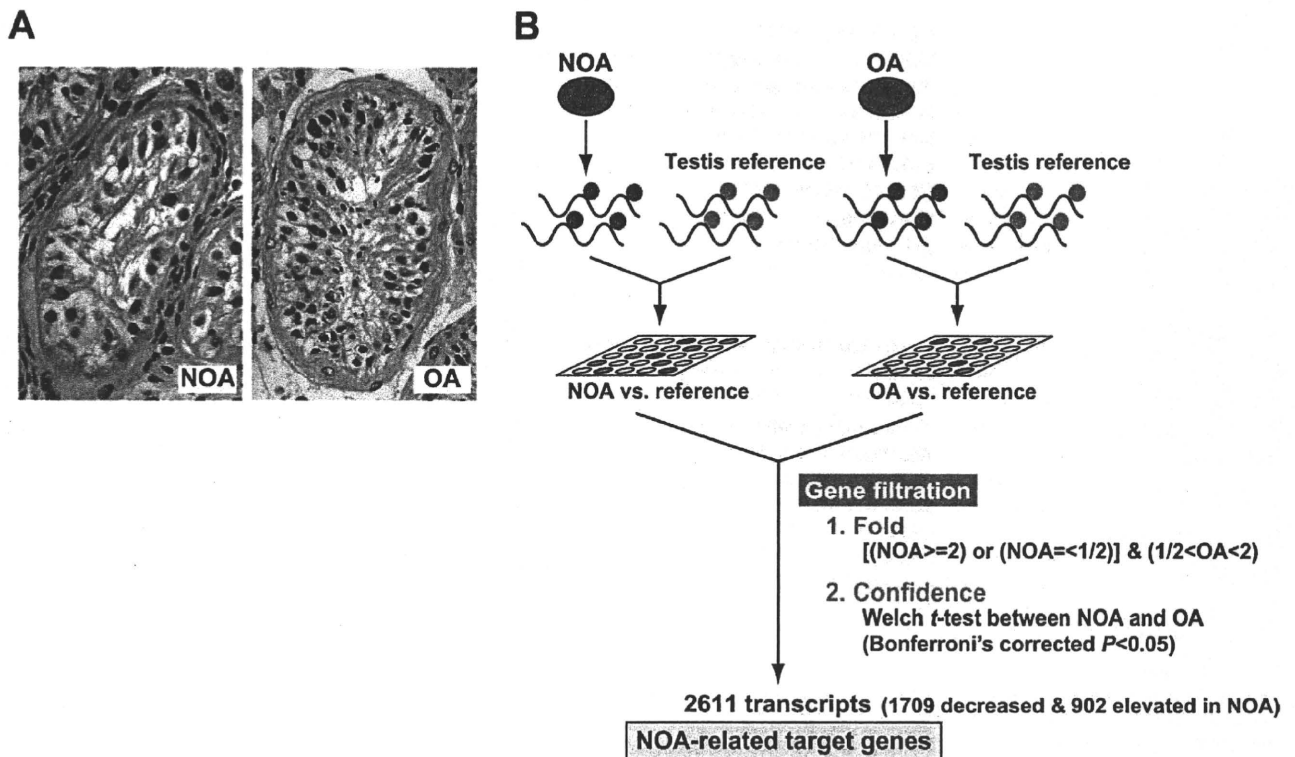 A
NOA
OA
B
NOA
OA
Testis reference
Testis reference
NOA vs. reference
OA vs. reference
Gene filtration
1. Fold
[(NOA>=2) or (NOA=<1/2)] & (1/2<OA<2)
2. Confidence
Welch t-test between NOA and OA
(Bonferroni's corrected P<0.05)
2611 transcripts (1709 decreased & 902 elevated in NOA)
NOA-related target genes